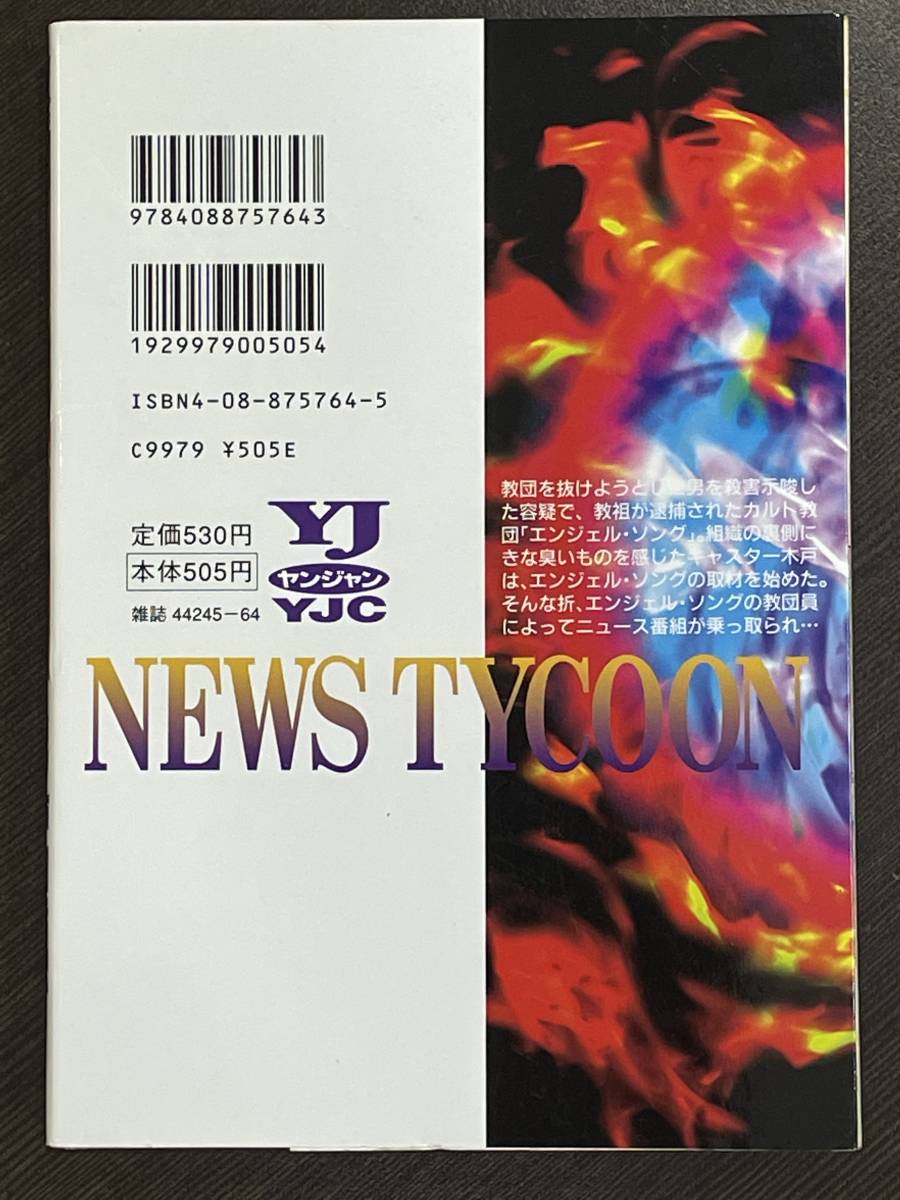 9784088757643
1929979005054
ISBN4-08-875764-5
C9979 ¥505E
定価530円
本体505円
雑誌 44245-64
YJ
ヤンジャン
YJC
教団を抜けようとした男を殺害示唆し
た容疑で、教祖が逮捕されたカルト教
団「エンジェル・ソング」。組織の裏側に
きな臭いものを感じたキャスター木戸
は、エンジェル・ソングの取材を始めた。
そんな折、エンジェル・ソングの教団員
によってニュース番組が乗っ取られ…
NEWS TYCOON